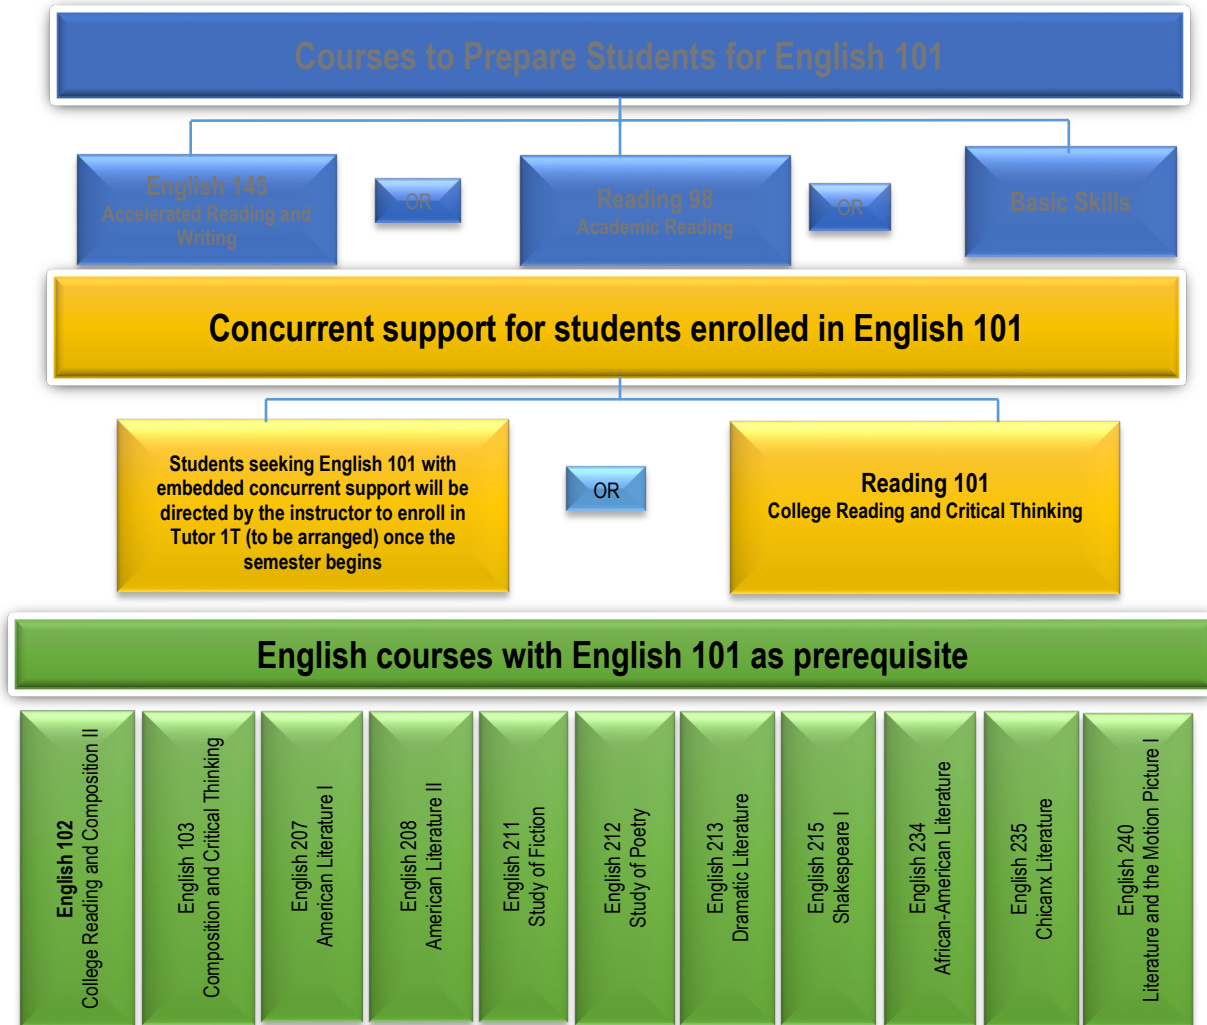 Courses to Prepare Students for English 101
English 145
Accelerated Reading and
Writing
OR
Reading 98
Academic Reading
OR
Basic Skills
Concurrent support for students enrolled in English 101
Students seeking English 101 with
embedded concurrent support will be
directed by the instructor to enroll in
Tutor 1T (to be arranged) once the
semester begins
OR
Reading 101
College Reading and Critical Thinking
English courses with English 101 as prerequisite
English 102
College Reading and Composition II
English 103
Composition and Critical Thinking
English 207
American Literature I
English 208
American Literature II
English 211
Study of Fiction
English 212
Study of Poetry
English 213
Dramatic Literature
English 215
Shakespeare I
English 234
African-American Literature
English 235
Chicanx Literature
English 240
Literature and the Motion Picture I